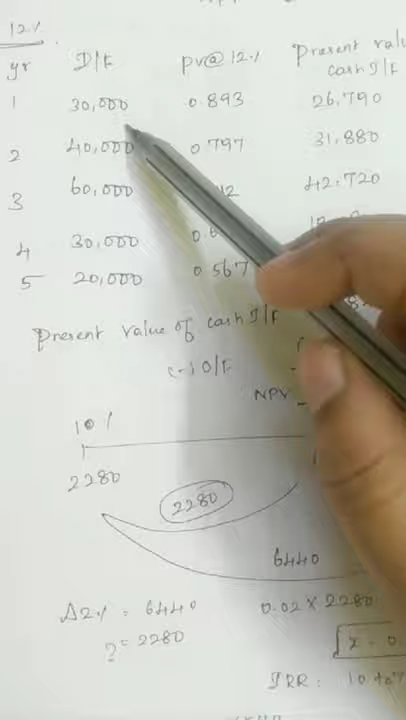 12%
yr I/F PV@12% Present value cash I/F
1 30,000 0.893 26,790
2 40,000 0.797 31,880
3 60,000 42,720
4 30,000
5 20,000 0.567
Present value of cash I/F
(-) O/F
NPV
10%
2280
2280
6440
Δ2% = 6440 0.02 × 2280
? = 2280
IRR: